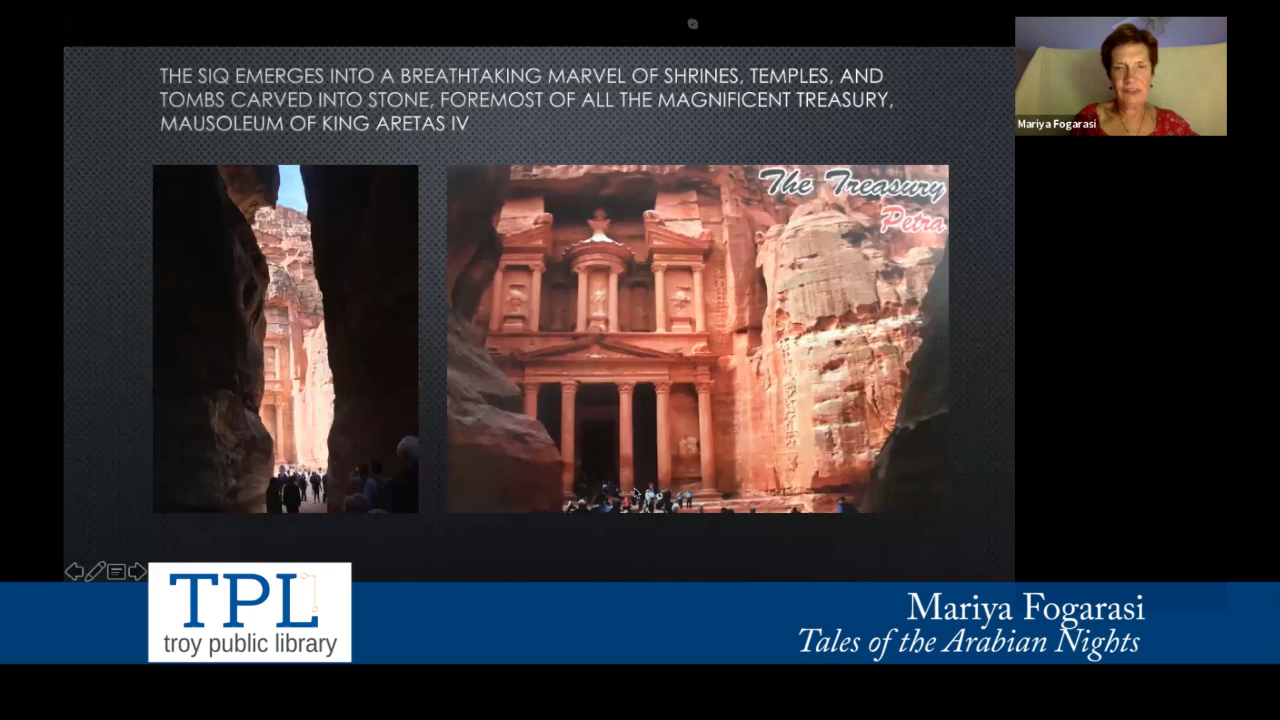 THE SIQ EMERGES INTO A BREATHTAKING MARVEL OF SHRINES, TEMPLES, AND
TOMBS CARVED INTO STONE, FOREMOST OF ALL THE MAGNIFICENT TREASURY,
MAUSOLEUM OF KING ARETAS IV
Mariya Fogarasi
The Treasury
Petra
TPL
troy public library
Mariya Fogarasi
Tales of the Arabian Nights